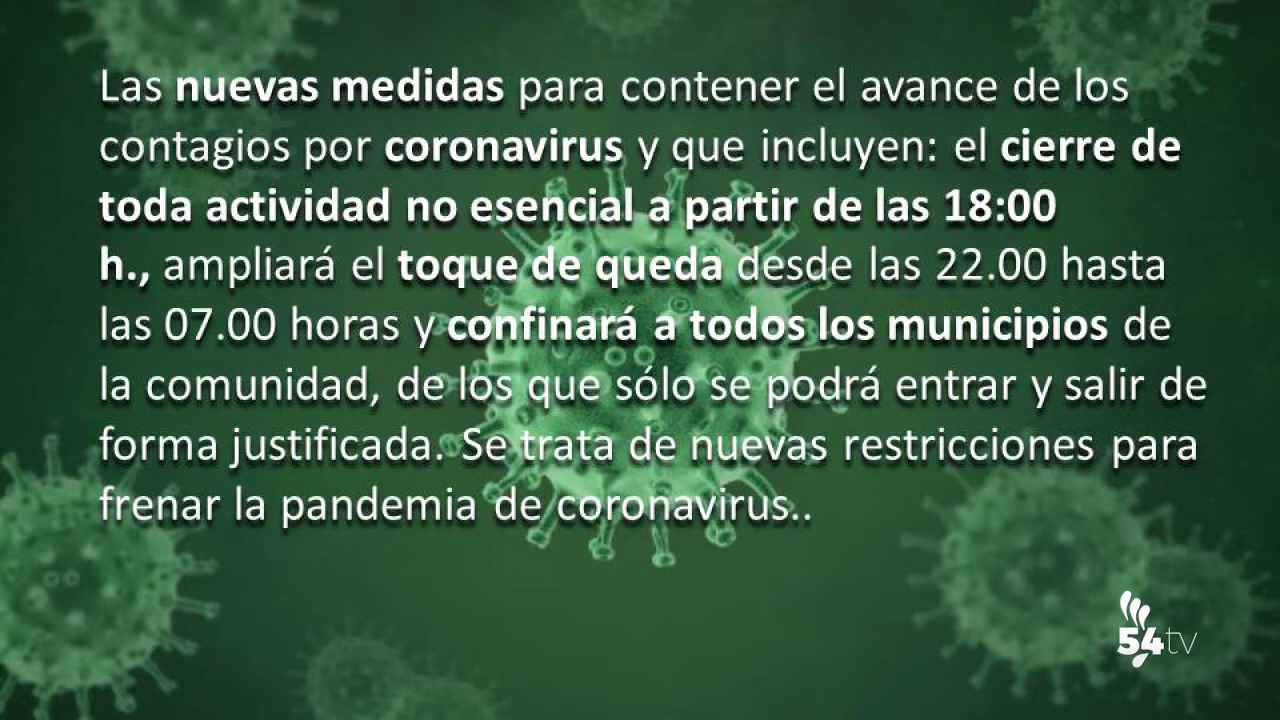 Las nuevas medidas para contener el avance de los
contagios por coronavirus y que incluyen: el cierre de
toda actividad no esencial a partir de las 18:00
h., ampliará el toque de queda desde las 22.00 hasta
las 07.00 horas y confinará a todos los municipios de
la comunidad, de los que sólo se podrá entrar y salir de
forma justificada. Se trata de nuevas restricciones para
frenar la pandemia de coronavirus..
54tv